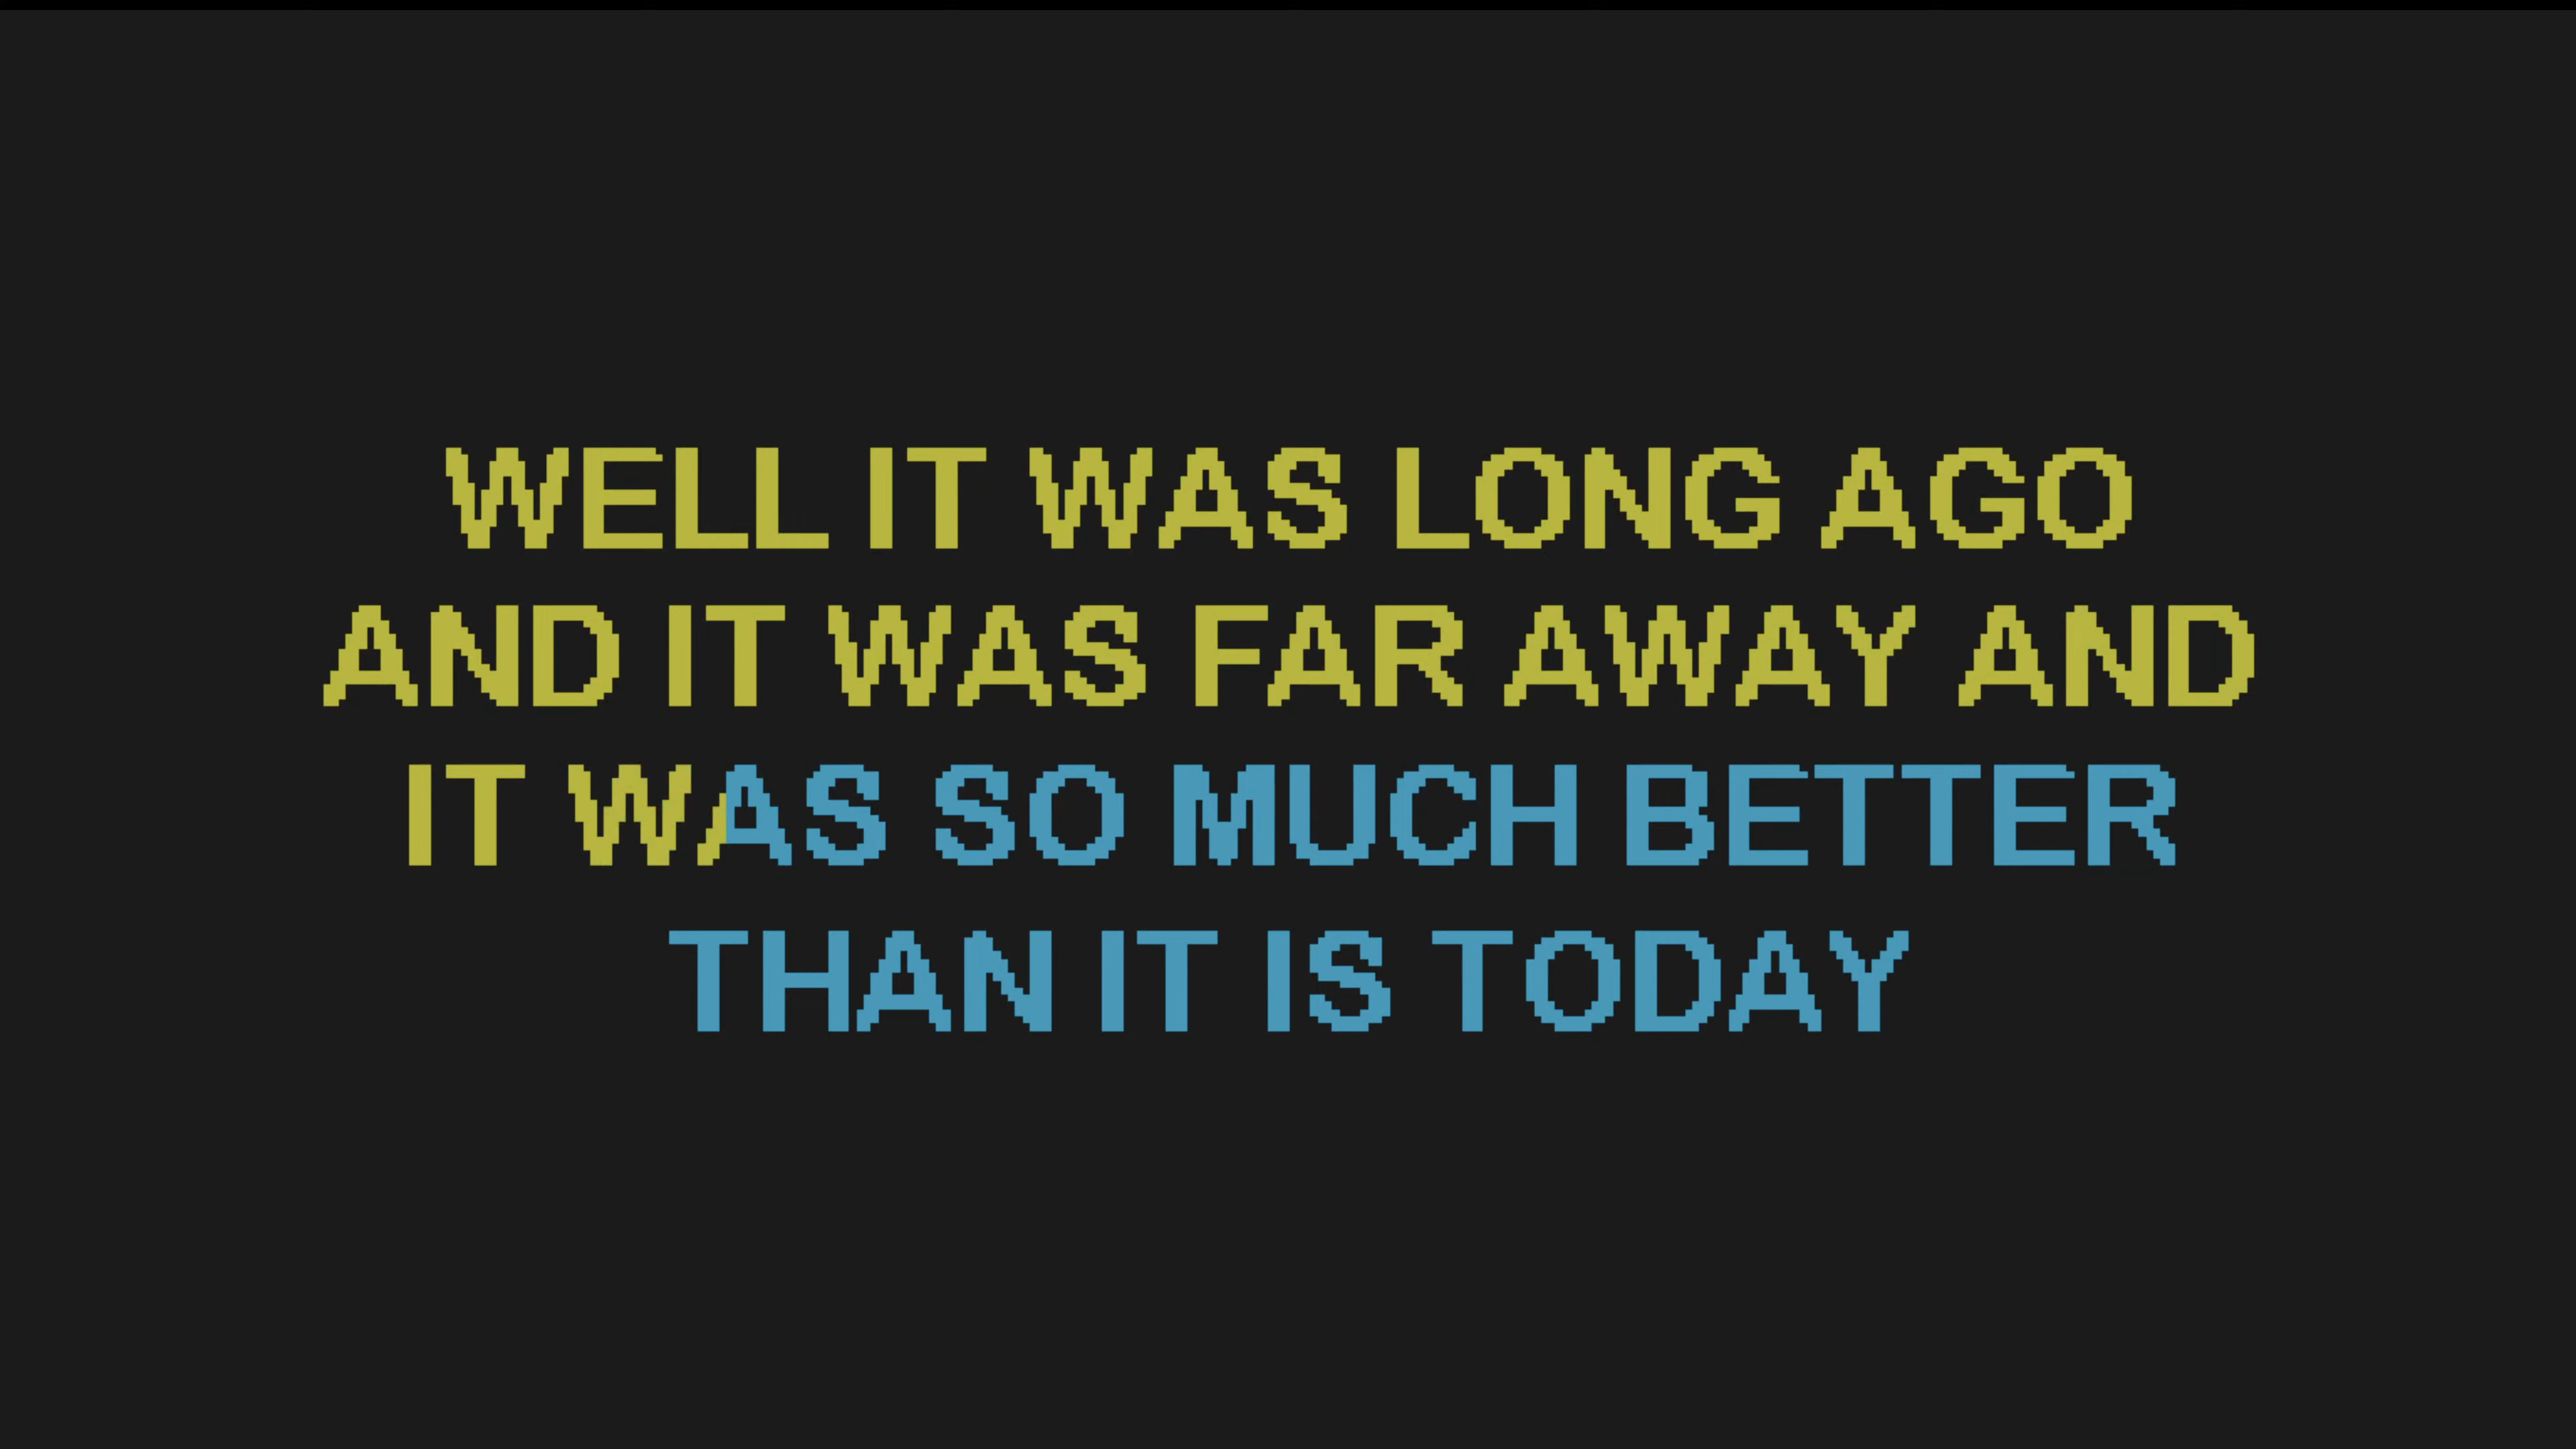 WELL IT WAS LONG AGO
AND IT WAS FAR AWAY AND
IT WAS SO MUCH BETTER
THAN IT IS TODAY